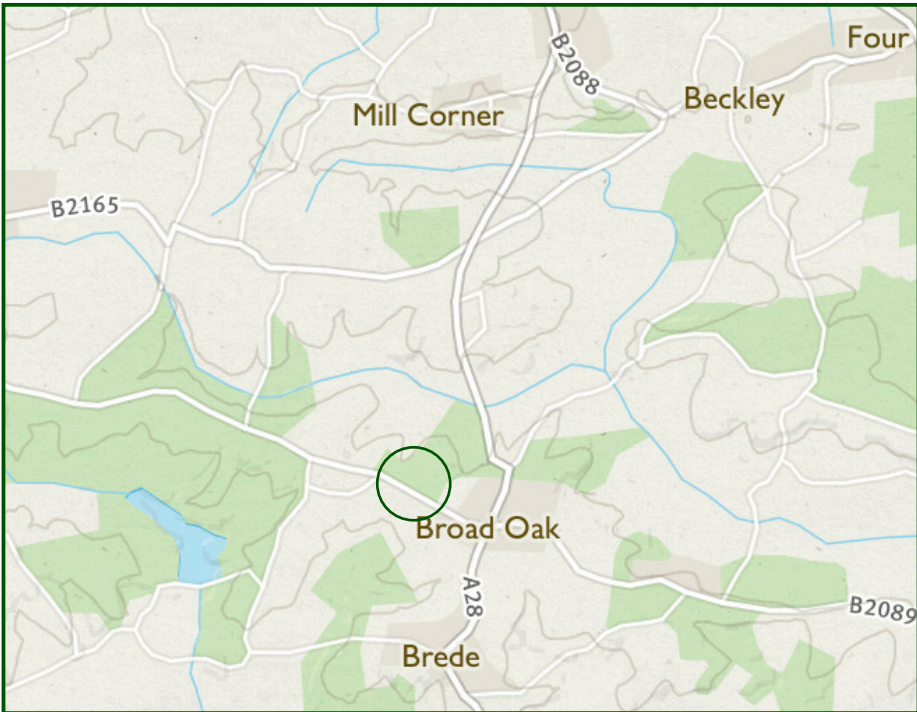 Four
B2088
Beckley
Mill Corner
B2165
Broad Oak
A28
B2089
Brede